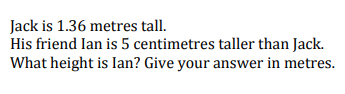 Jack is 1.36 metres tall.
His friend Ian is 5 centimetres taller than Jack.
What height is Ian? Give your answer in metres.